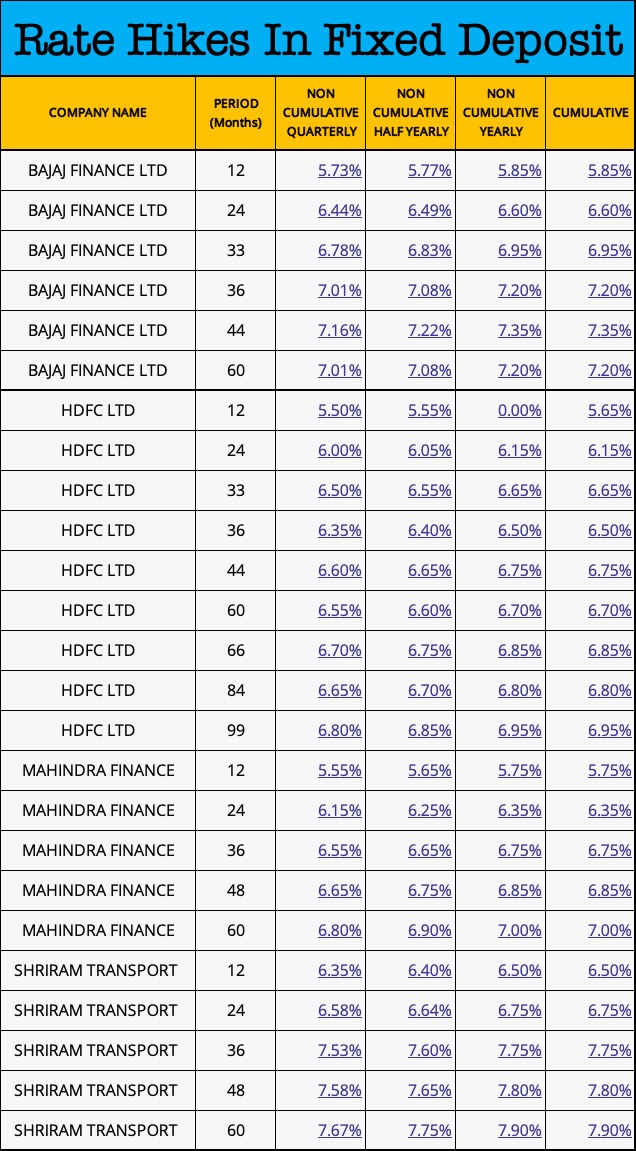 Rate Hikes In Fixed Deposit
COMPANY NAME PERIOD (Months) NON CUMULATIVE QUARTERLY NON CUMULATIVE HALF YEARLY NON CUMULATIVE YEARLY CUMULATIVE
BAJAJ FINANCE LTD 12 5.73% 5.77% 5.85% 5.85%
BAJAJ FINANCE LTD 24 6.44% 6.49% 6.60% 6.60%
BAJAJ FINANCE LTD 33 6.78% 6.83% 6.95% 6.95%
BAJAJ FINANCE LTD 36 7.01% 7.08% 7.20% 7.20%
BAJAJ FINANCE LTD 44 7.16% 7.22% 7.35% 7.35%
BAJAJ FINANCE LTD 60 7.01% 7.08% 7.20% 7.20%
HDFC LTD 12 5.50% 5.55% 0.00% 5.65%
HDFC LTD 24 6.00% 6.05% 6.15% 6.15%
HDFC LTD 33 6.50% 6.55% 6.65% 6.65%
HDFC LTD 36 6.35% 6.40% 6.50% 6.50%
HDFC LTD 44 6.60% 6.65% 6.75% 6.75%
HDFC LTD 60 6.55% 6.60% 6.70% 6.70%
HDFC LTD 66 6.70% 6.75% 6.85% 6.85%
HDFC LTD 84 6.65% 6.70% 6.80% 6.80%
HDFC LTD 99 6.80% 6.85% 6.95% 6.95%
MAHINDRA FINANCE 12 5.55% 5.65% 5.75% 5.75%
MAHINDRA FINANCE 24 6.15% 6.25% 6.35% 6.35%
MAHINDRA FINANCE 36 6.55% 6.65% 6.75% 6.75%
MAHINDRA FINANCE 48 6.65% 6.75% 6.85% 6.85%
MAHINDRA FINANCE 60 6.80% 6.90% 7.00% 7.00%
SHRIRAM TRANSPORT 12 6.35% 6.40% 6.50% 6.50%
SHRIRAM TRANSPORT 24 6.58% 6.64% 6.75% 6.75%
SHRIRAM TRANSPORT 36 7.53% 7.60% 7.75% 7.75%
SHRIRAM TRANSPORT 48 7.58% 7.65% 7.80% 7.80%
SHRIRAM TRANSPORT 60 7.67% 7.75% 7.90% 7.90%